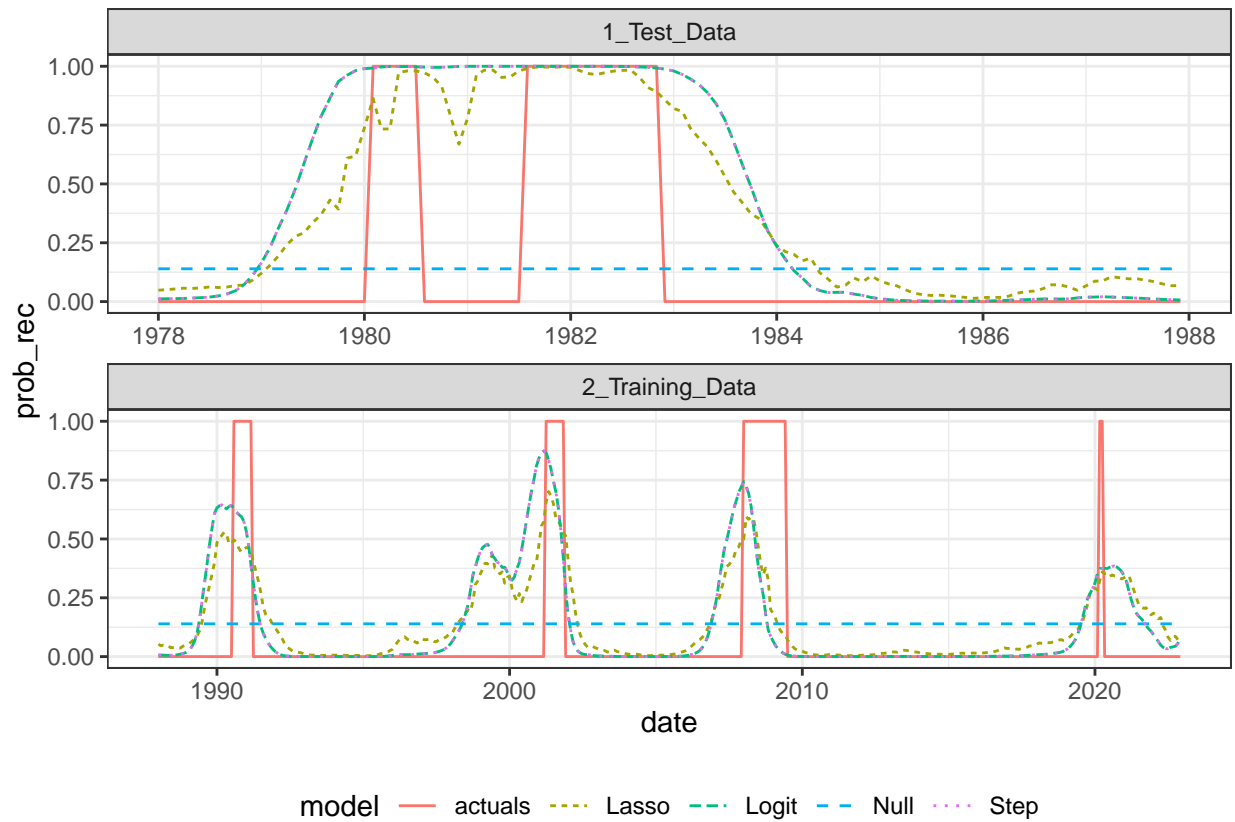 1_Test_Data
1.00
0.75
0.50
0.25
0.00
1978 1980 1982 1984 1986 1988
prob_rec
2_Training_Data
1.00
0.75
0.50
0.25
0.00
1990 2000 2010 2020
date
model actuals Lasso Logit Null Step